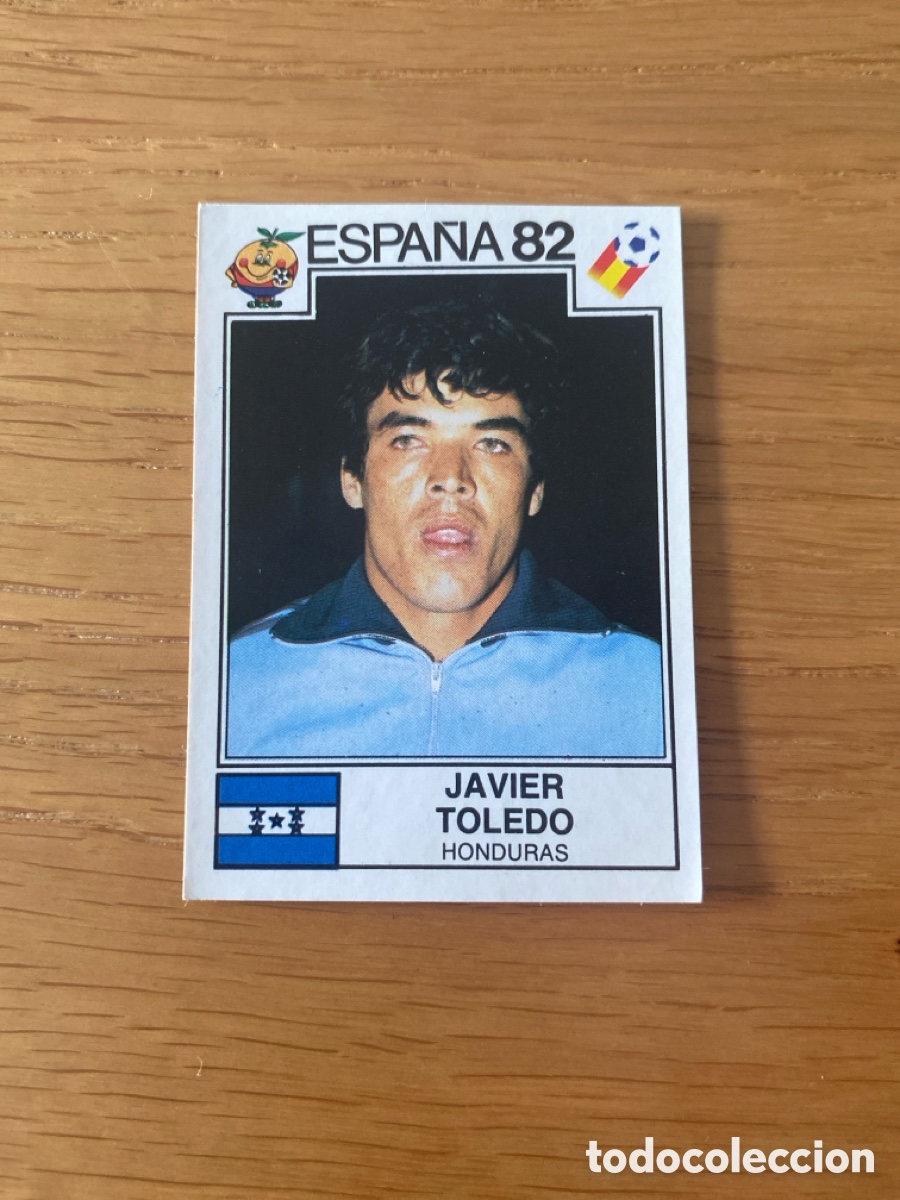 ESPAÑA 82
JAVIER
TOLEDO
HONDURAS
todocoleccion